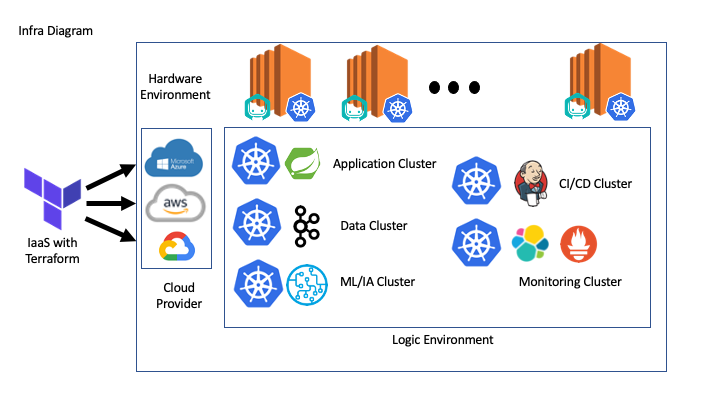 Infra Diagram
Hardware
Environment
Microsoft
Azure
aws
IaaS with
Terraform
Cloud
Provider
Application Cluster
Data Cluster
ML/IA Cluster
CI/CD Cluster
Monitoring Cluster
Logic Environment